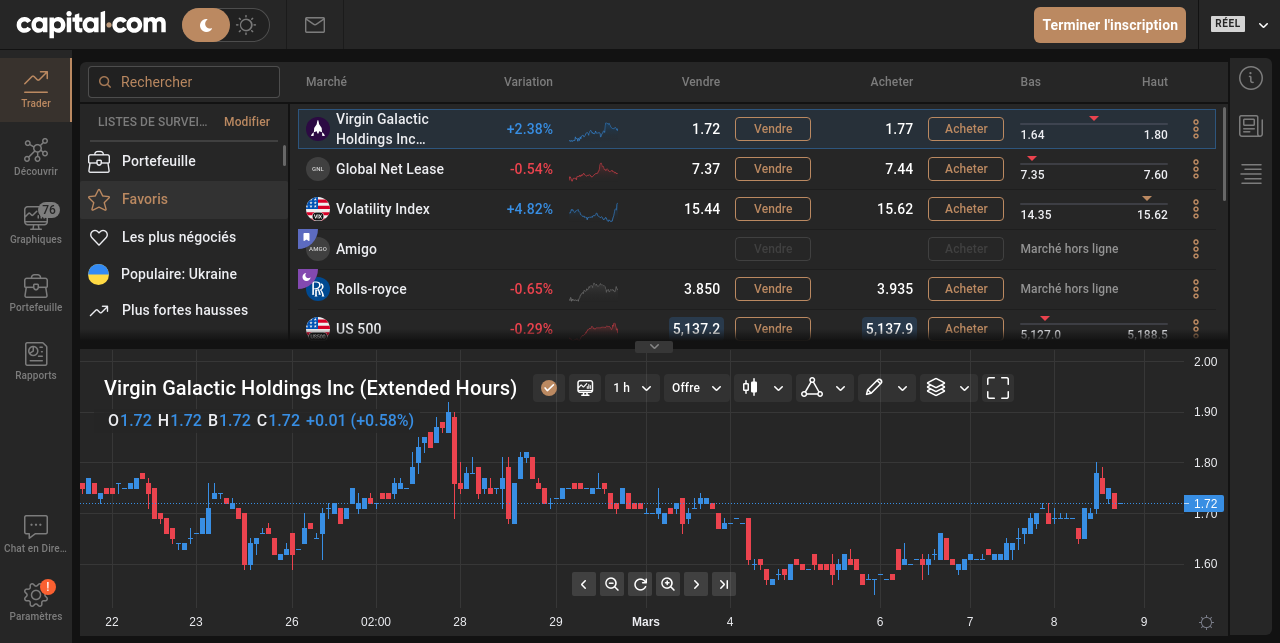 capital.com
Terminer l'inscription
RÉEL
Trader
Découvrir
76
Graphiques
Portefeuille
Rapports
Chat en Dire...
!
Paramètres
Rechercher
LISTES DE SURVEI... Modifier
Portefeuille
Favoris
Les plus négociés
Populaire: Ukraine
Plus fortes hausses
Marché Variation Vendre Acheter Bas Haut
Virgin Galactic
Holdings Inc... +2.38% 1.72 Vendre 1.77 Acheter 1.64 1.80
GNL Global Net Lease -0.54% 7.37 Vendre 7.44 Acheter 7.35 7.60
VIX Volatility Index +4.82% 15.44 Vendre 15.62 Acheter 14.35 15.62
AMGO Amigo Vendre Acheter Marché hors ligne
Rolls-royce -0.65% 3.850 Vendre 3.935 Acheter Marché hors ligne
US 500 -0.29% 5,137.2 Vendre 5,137.9 Acheter 5,127.0 5,188.5
Virgin Galactic Holdings Inc (Extended Hours) 1 h Offre
O1.72 H1.72 B1.72 C1.72 +0.01 (+0.58%)
2.00
1.90
1.80
1.72
1.70
1.60
22 23 26 02:00 28 29 Mars 4 6 7 8 9